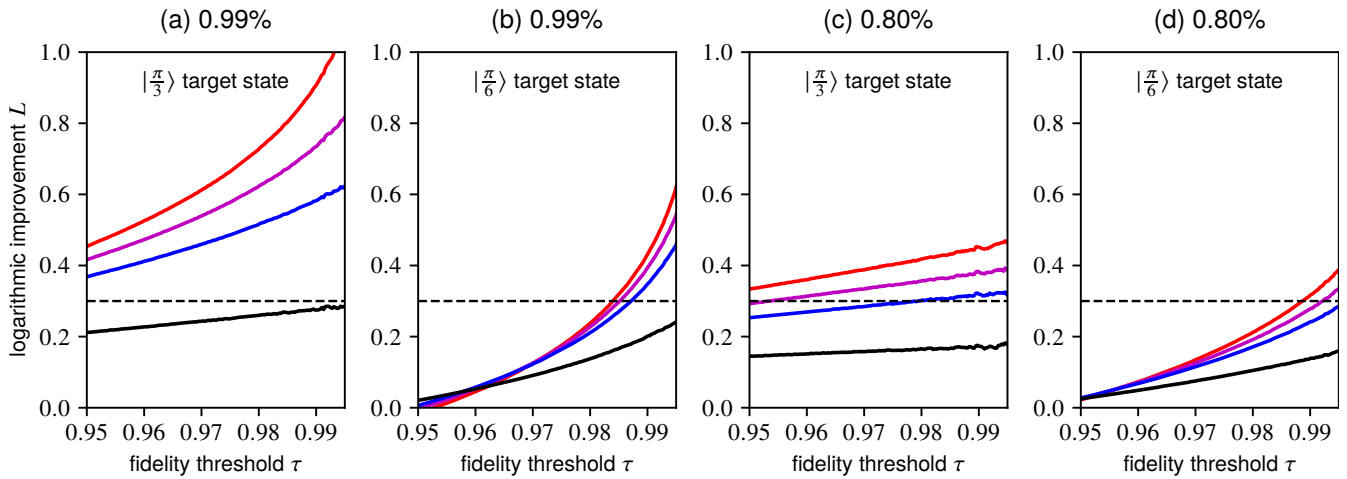 (a) 0.99%
(b) 0.99%
(c) 0.80%
(d) 0.80%
logarithmic improvement L
1.0
0.8
0.6
0.4
0.2
0.0
|π/3⟩ target state
0.95 0.96 0.97 0.98 0.99
fidelity threshold τ
1.0
0.8
0.6
0.4
0.2
0.0
|π/6⟩ target state
0.95 0.96 0.97 0.98 0.99
fidelity threshold τ
1.0
0.8
0.6
0.4
0.2
0.0
|π/3⟩ target state
0.95 0.96 0.97 0.98 0.99
fidelity threshold τ
1.0
0.8
0.6
0.4
0.2
0.0
|π/6⟩ target state
0.95 0.96 0.97 0.98 0.99
fidelity threshold τ